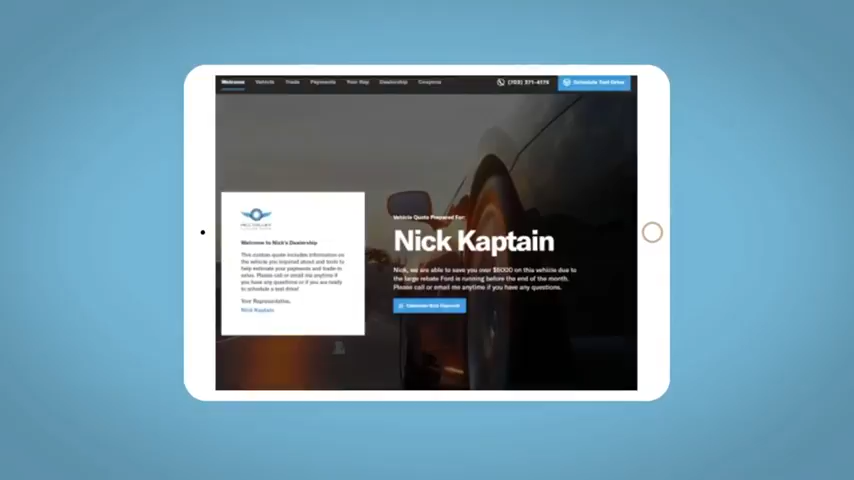 Welcome Vehicle Trade Payments Your Rep Dealership Coupons
Schedule Test Drive
Welcome to Nick's Dealership
This custom quote includes information on
the vehicle you inquired about and tools to
help estimate your payments and trade-in
value. Please call or email me anytime if
you have any questions or if you are ready
to schedule a test drive!
Your Representative,
Nick Kaptain
Vehicle Quote Prepared For:
Nick Kaptain
Nick, we are able to save you over $6000 on this vehicle due to
the large rebate Ford is running before the end of the month.
Please call or email me anytime if you have any questions.